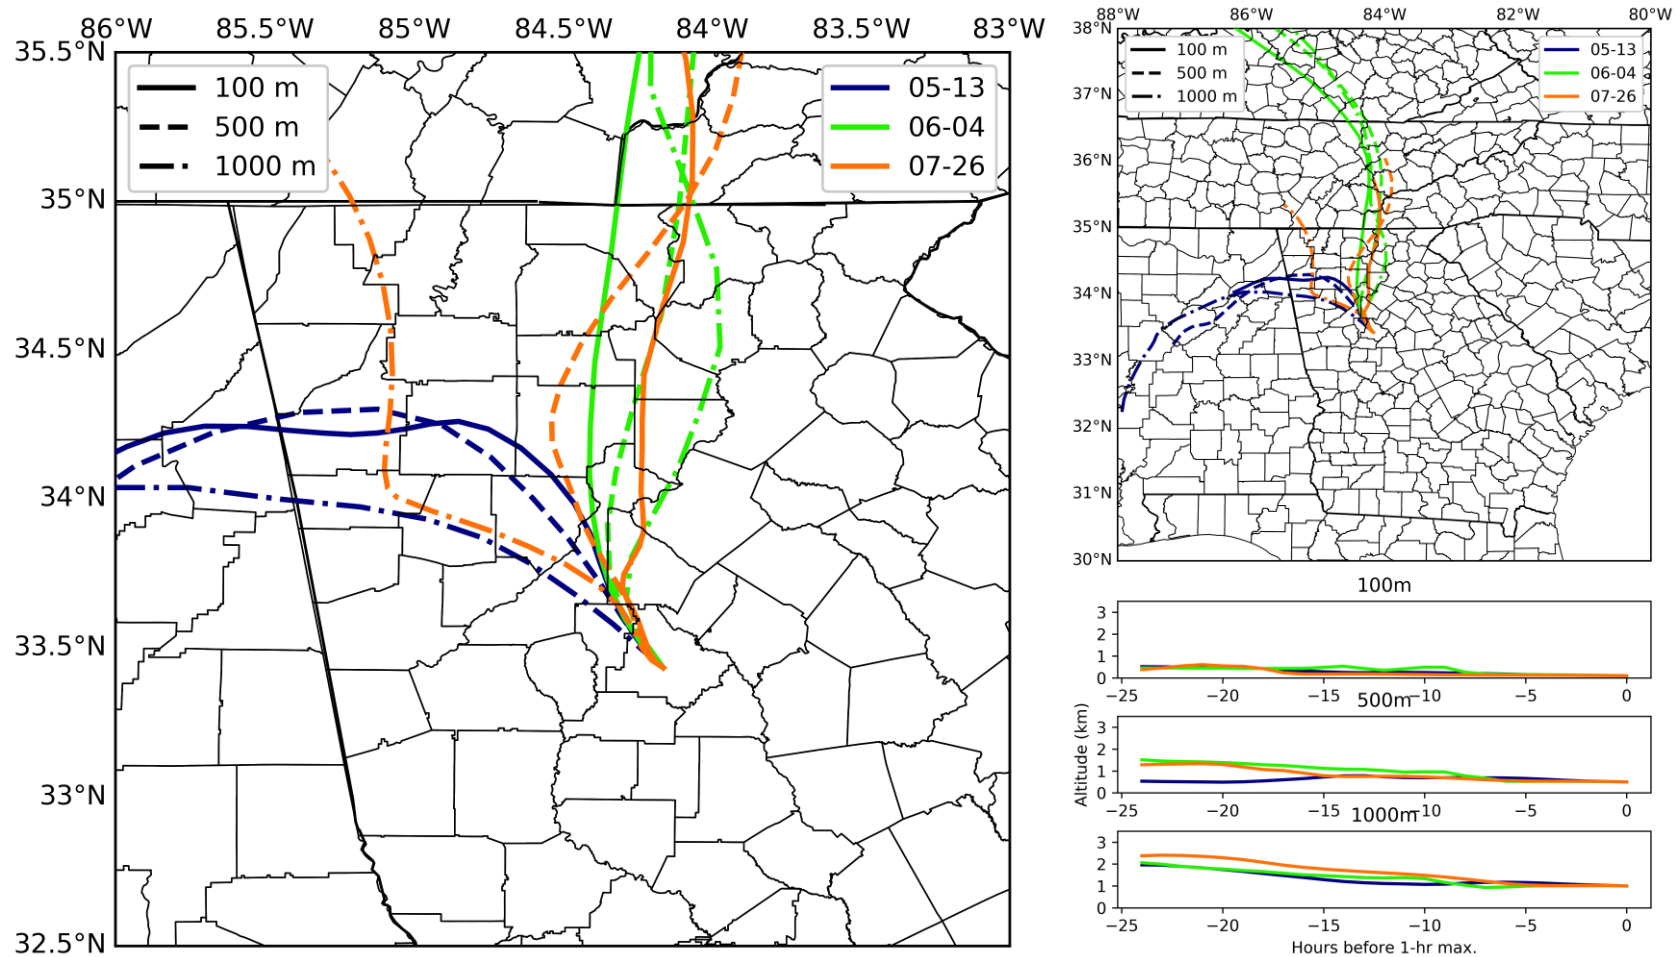 86°W 85.5°W 85°W 84.5°W 84°W 83.5°W 83°W
35.5°N
35°N
34.5°N
34°N
33.5°N
33°N
32.5°N
100 m
500 m
1000 m
05-13
06-04
07-26
88°W 86°W 84°W 82°W 80°W
38°N
37°N
36°N
35°N
34°N
33°N
32°N
31°N
30°N
100 m
500 m
1000 m
05-13
06-04
07-26
100m
3
2
1
0
−25 −20 −15 −10 −5 0
500m
3
2
1
0
−25 −20 −15 −10 −5 0
1000m
3
2
1
0
−25 −20 −15 −10 −5 0
Altitude (km)
Hours before 1-hr max.